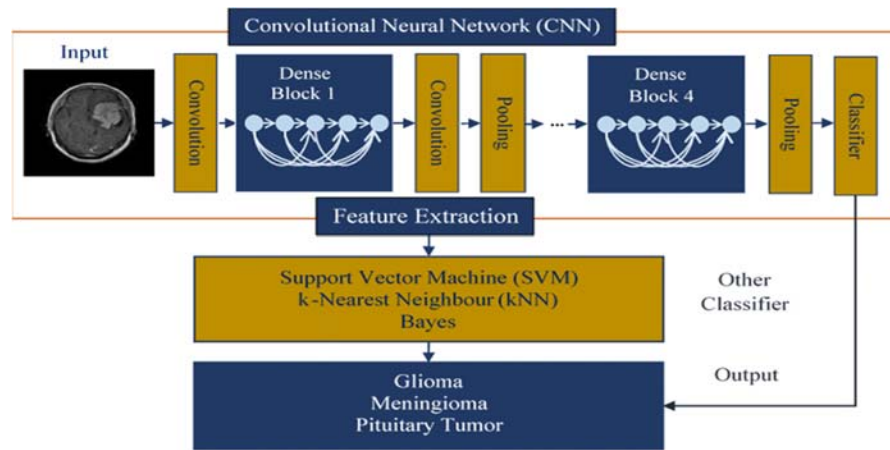 Convolutional Neural Network (CNN)
Input
Convolution
Dense
Block 1
Convolution
Pooling
...
Dense
Block 4
Pooling
Classifier
Feature Extraction
Support Vector Machine (SVM)
k-Nearest Neighbour (kNN)
Bayes
Other
Classifier
Glioma
Meningioma
Pituitary Tumor
Output